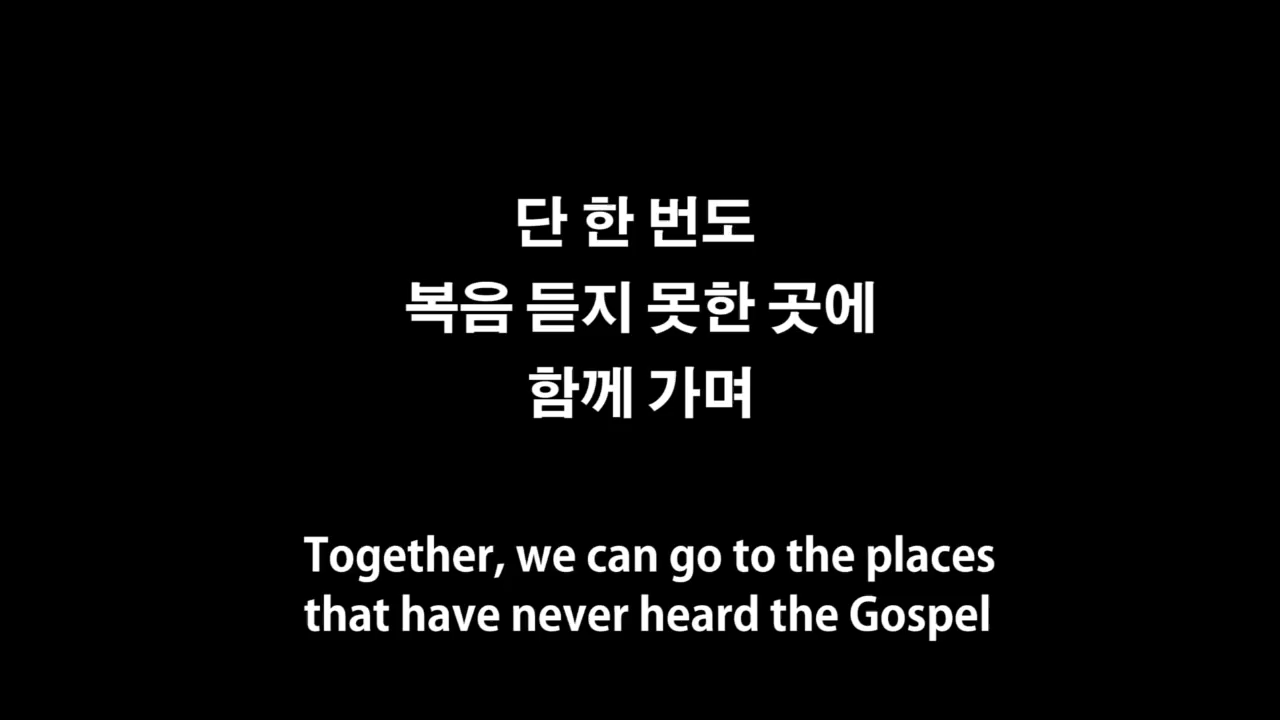 단 한 번도
복음 듣지 못한 곳에
함께 가며
Together, we can go to the places
that have never heard the Gospel